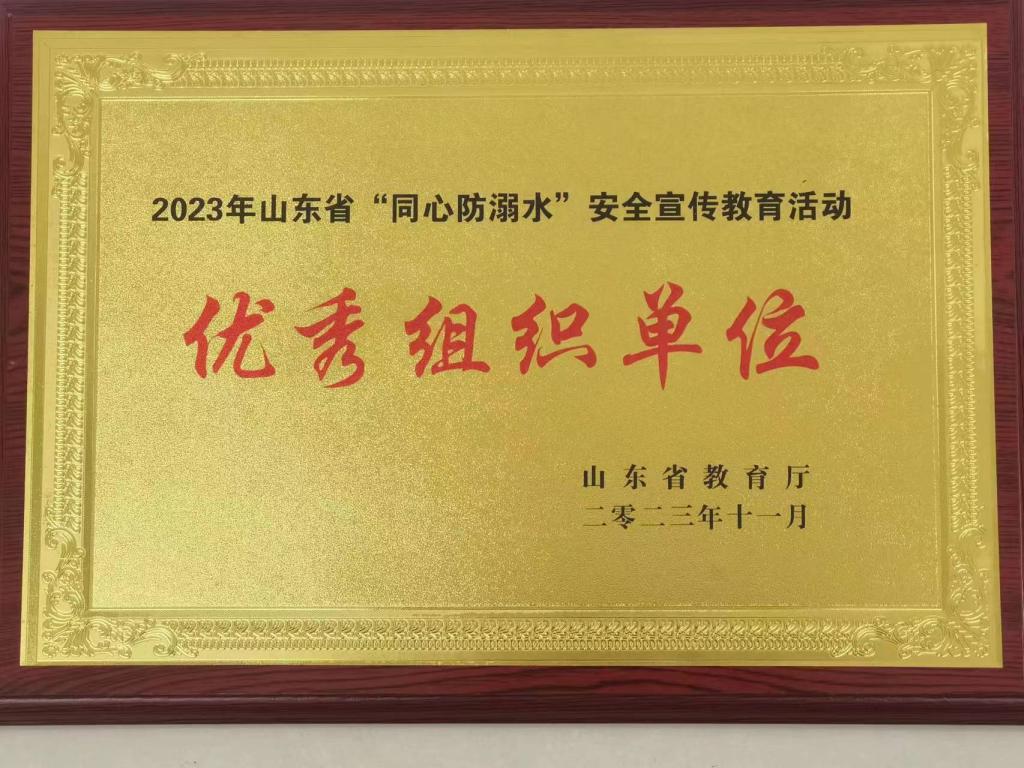 2023年山东省“同心防溺水”安全宣传教育活动
优秀组织单位
山东省教育厅
二零二三年十一月